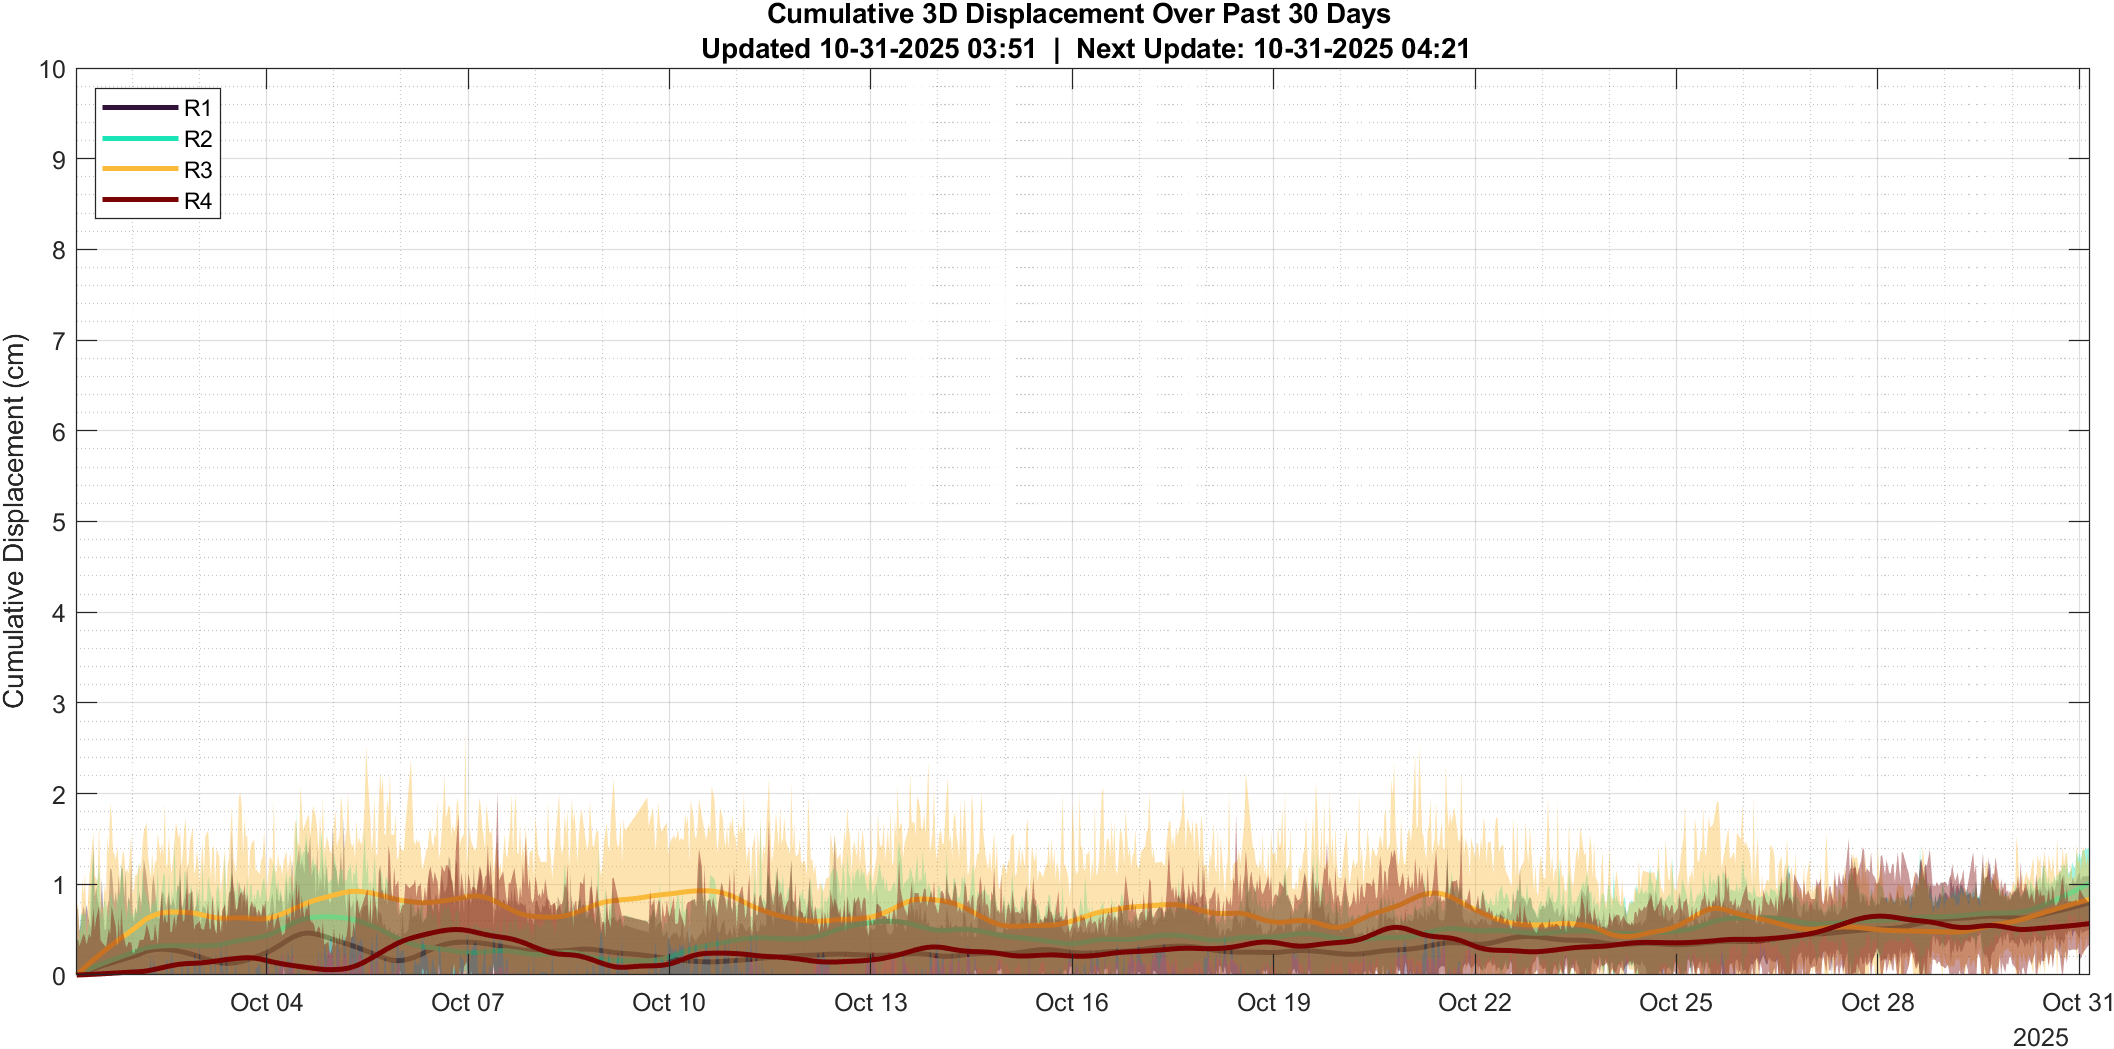 Cumulative 3D Displacement Over Past 30 Days
Updated 10-31-2025 03:51 | Next Update: 10-31-2025 04:21
R1
R2
R3
R4
Cumulative Displacement (cm)
10
9
8
7
6
5
4
3
2
1
0
Oct 04 Oct 07 Oct 10 Oct 13 Oct 16 Oct 19 Oct 22 Oct 25 Oct 28 Oct 31
2025